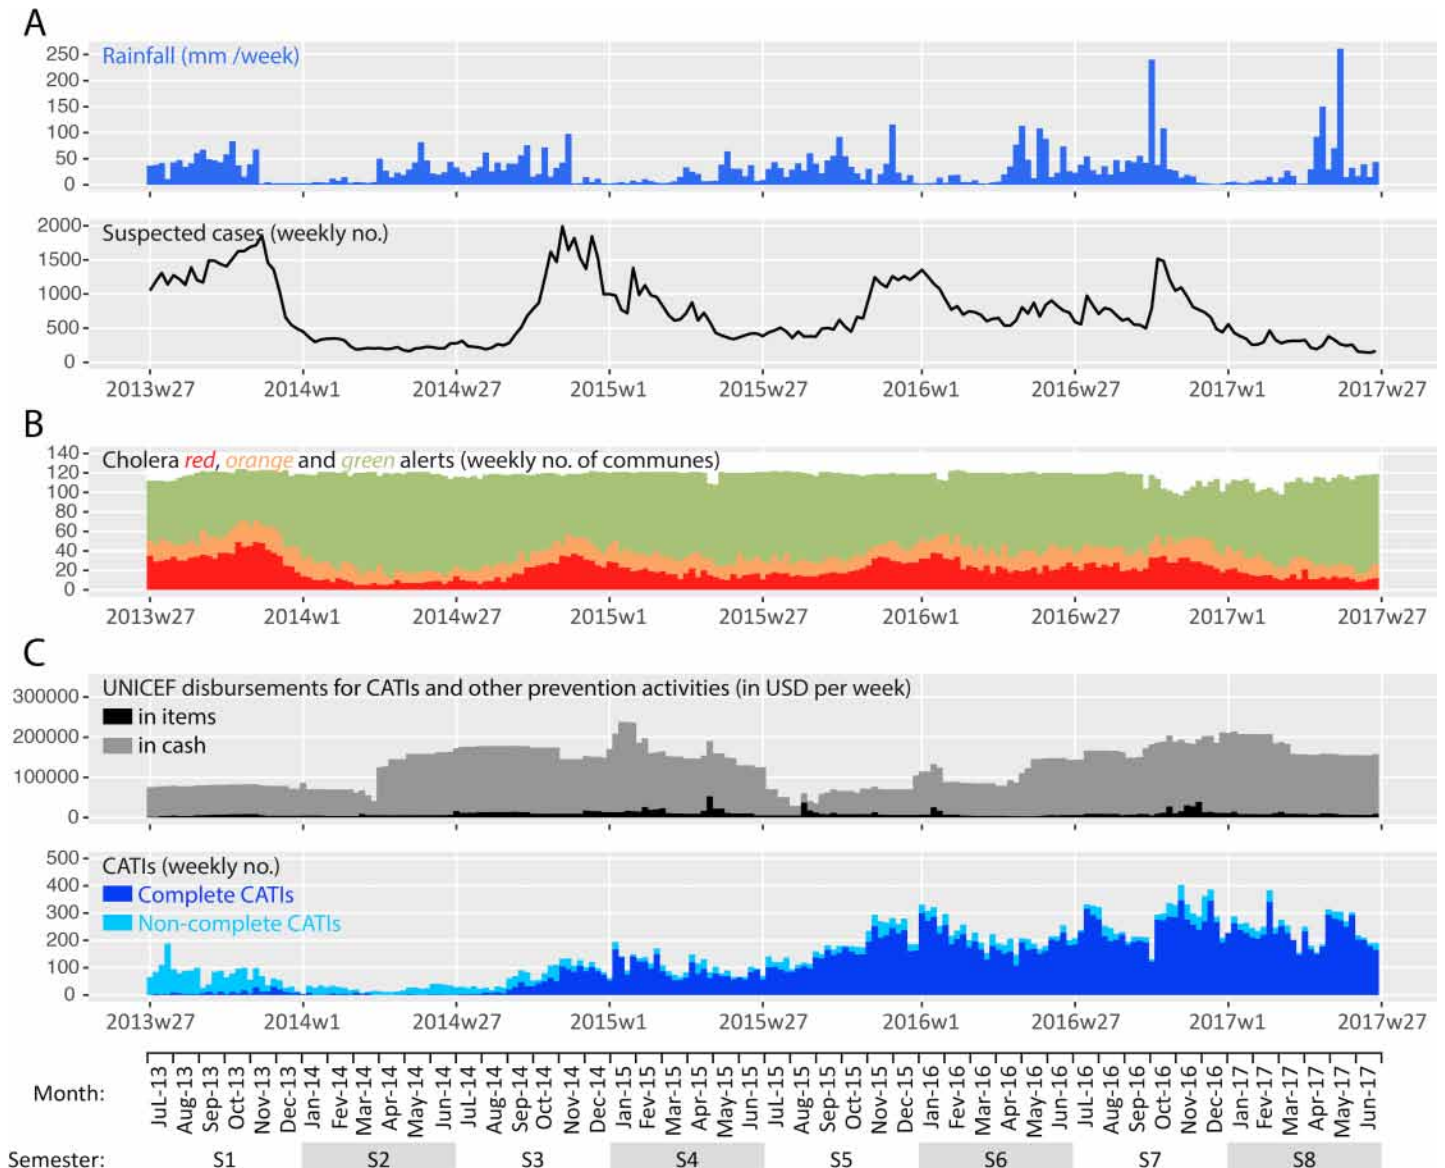 A
Rainfall (mm /week)
250
200
150
100
50
0
Suspected cases (weekly no.)
2000
1500
1000
500
0
2013w27 2014w1 2014w27 2015w1 2015w27 2016w1 2016w27 2017w1 2017w27
B
Cholera red, orange and green alerts (weekly no. of communes)
140
120
100
80
60
40
20
0
2013w27 2014w1 2014w27 2015w1 2015w27 2016w1 2016w27 2017w1 2017w27
C
UNICEF disbursements for CATIs and other prevention activities (in USD per week)
in items
in cash
300000
200000
100000
0
CATIs (weekly no.)
Complete CATIs
Non-complete CATIs
500
400
300
200
100
0
2013w27 2014w1 2014w27 2015w1 2015w27 2016w1 2016w27 2017w1 2017w27
Month: JuL-13 Aug-13 Sep-13 Oct-13 Nov-13 Dec-13 Jan-14 Fev-14 Mar-14 Apr-14 May-14 Jun-14 JuL-14 Aug-14 Sep-14 Oct-14 Nov-14 Dec-14 Jan-15 Fev-15 Mar-15 Apr-15 May-15 Jun-15 JuL-15 Aug-15 Sep-15 Oct-15 Nov-15 Dec-15 Jan-16 Fev-16 Mar-16 Apr-16 May-16 Jun-16 JuL-16 Aug-16 Sep-16 Oct-16 Nov-16 Dec-16 Jan-17 Fev-17 Mar-17 Apr-17 May-17 Jun-17
Semester: S1 S2 S3 S4 S5 S6 S7 S8